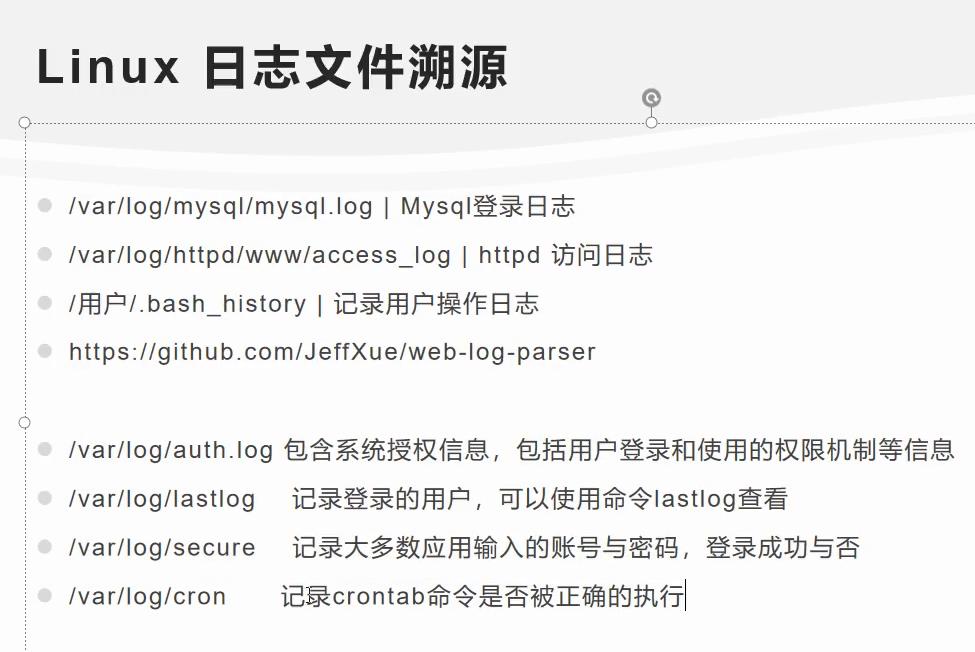 Linux 日志文件溯源
/var/log/mysql/mysql.log | Mysql登录日志
/var/log/httpd/www/access_log | httpd 访问日志
/用户/.bash_history | 记录用户操作日志
https://github.com/JeffXue/web-log-parser
/var/log/auth.log 包含系统授权信息，包括用户登录和使用的权限机制等信息
/var/log/lastlog 记录登录的用户，可以使用命令lastlog查看
/var/log/secure 记录大多数应用输入的账号与密码，登录成功与否
/var/log/cron 记录crontab命令是否被正确的执行